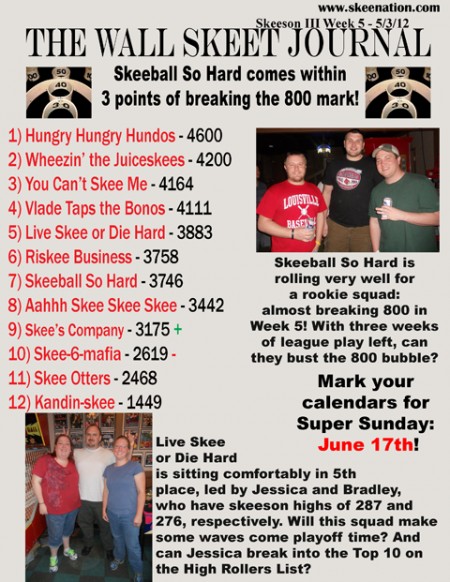 www.skeenation.com
Skeeson III Week 5 - 5/3/12
THE WALL SKEET JOURNAL
Skeeball So Hard comes within
3 points of breaking the 800 mark!
1) Hungry Hungry Hundos - 4600
2) Wheezin' the Juiceskees - 4200
3) You Can't Skee Me - 4164
4) Vlade Taps the Bonos - 4111
5) Live Skee or Die Hard - 3883
6) Riskee Business - 3758
7) Skeeball So Hard - 3746
8) Aahhh Skee Skee Skee - 3442
9) Skee's Company - 3175 +
10) Skee-6-mafia - 2619 -
11) Skee Otters - 2468
12) Kandin-skee - 1449
LOUISVILLE
BASEBALL
Skeeball So Hard is
rolling very well for
a rookie squad:
almost breaking 800 in
Week 5! With three weeks
of league play left, can
they bust the 800 bubble?
Mark your
calendars for
Super Sunday:
June 17th!
Live Skee
or Die Hard
is sitting comfortably in 5th
place, led by Jessica and Bradley,
who have skeeson highs of 287 and
276, respectively. Will this squad make
some waves come playoff time? And
can Jessica break into the Top 10 on
the High Rollers List?